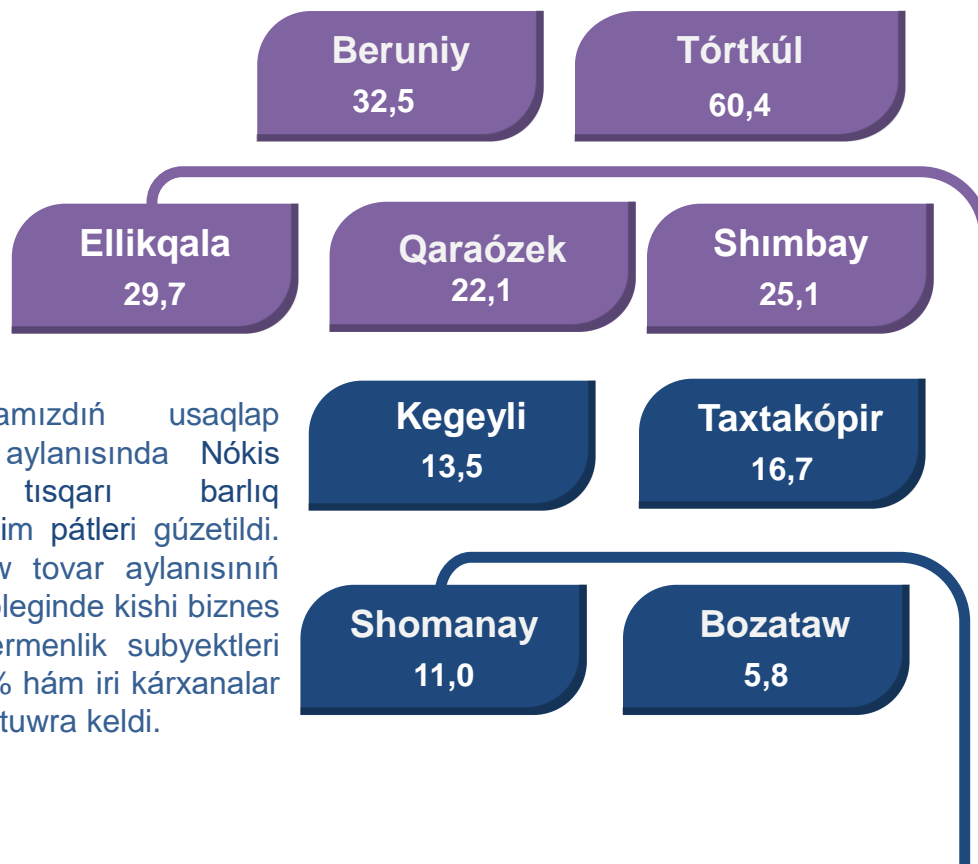 Beruniy
32,5
Tórtkúl
60,4
Ellikqala
29,7
Qaraózek
22,1
Shımbay
25,1
Kegeyli
13,5
Taxtakópir
16,7
Shomanay
11,0
Bozataw
5,8
amızdıń usaqlap
aylanısında Nókis
tısqarı barlıq
im pátleri gúzetildi.
w tovar aylanısınıń
óleginde kishi biznes
ermenlik subyektleri
% hám iri kárxanalar
tuwra keldi.